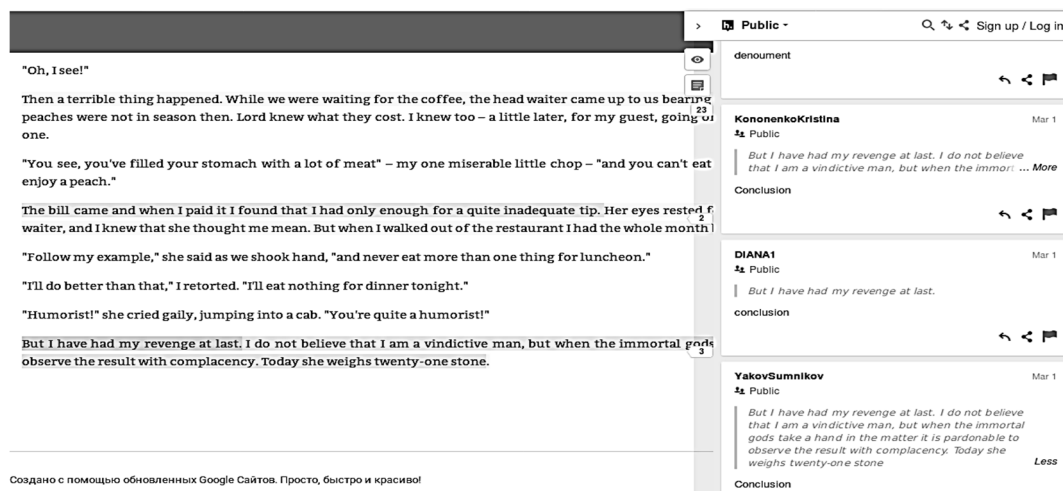 "Oh, I see!"
Then a terrible thing happened. While we were waiting for the coffee, the head waiter came up to us bearing
peaches were not in season then. Lord knew what they cost. I knew too – a little later, for my guest, going
one.
"You see, you've filled your stomach with a lot of meat" – my one miserable little chop – "and you can't eat
enjoy a peach."
The bill came and when I paid it I found that I had only enough for a quite inadequate tip. Her eyes rested
waiter, and I knew that she thought me mean. But when I walked out of the restaurant I had the whole month
"Follow my example," she said as we shook hand, "and never eat more than one thing for luncheon."
"I'll do better than that," I retorted. "I'll eat nothing for dinner tonight."
"Humorist!" she cried gaily, jumping into a cab. "You're quite a humorist!"
But I have had my revenge at last. I do not believe that I am a vindictive man, but when the immortal gods
observe the result with complacency. Today she weighs twenty-one stone.
Создано с помощью обновленных Google Сайтов. Просто, быстро и красиво!
23
2
3
Public
Sign up / Log in
denoument
KononenkoKristina Mar 1
Public
But I have had my revenge at last. I do not believe
that I am a vindictive man, but when the immort ... More
Conclusion
DIANA1 Mar 1
Public
But I have had my revenge at last.
conclusion
YakovSumnikov Mar 1
Public
But I have had my revenge at last. I do not believe
that I am a vindictive man, but when the immortal
gods take a hand in the matter it is pardonable to
observe the result with complacency. Today she
weighs twenty-one stone Less
Conclusion